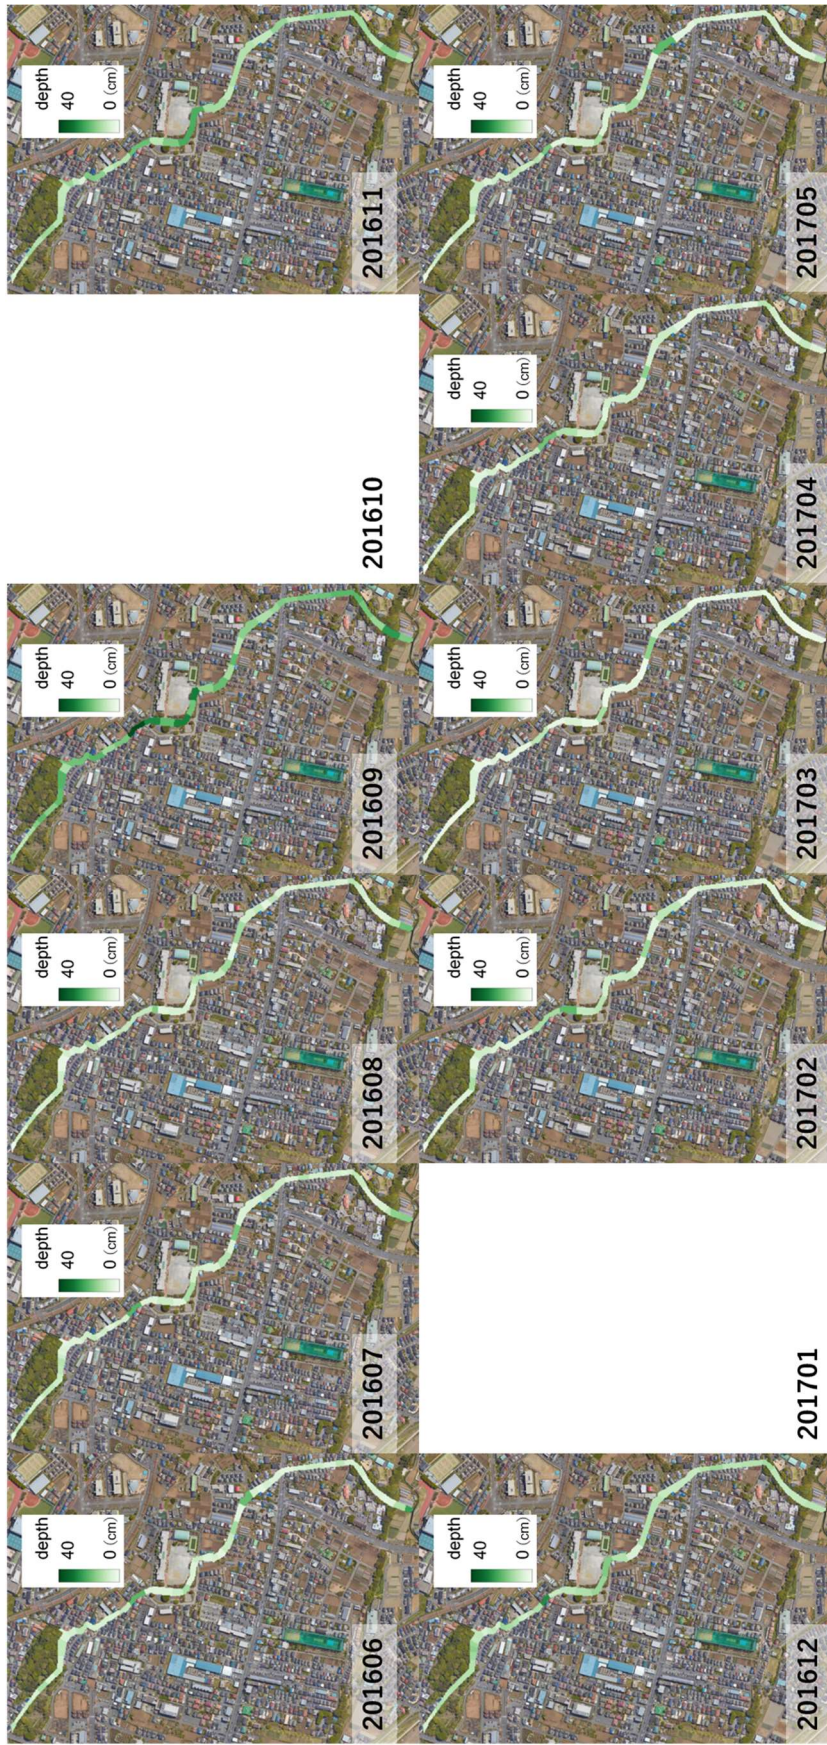 depth
40
0 (cm)
201606
depth
40
0 (cm)
201607
depth
40
0 (cm)
201608
depth
40
0 (cm)
201609
201610
depth
40
0 (cm)
201611
depth
40
0 (cm)
201612
201701
depth
40
0 (cm)
201702
depth
40
0 (cm)
201703
depth
40
0 (cm)
201704
depth
40
0 (cm)
201705